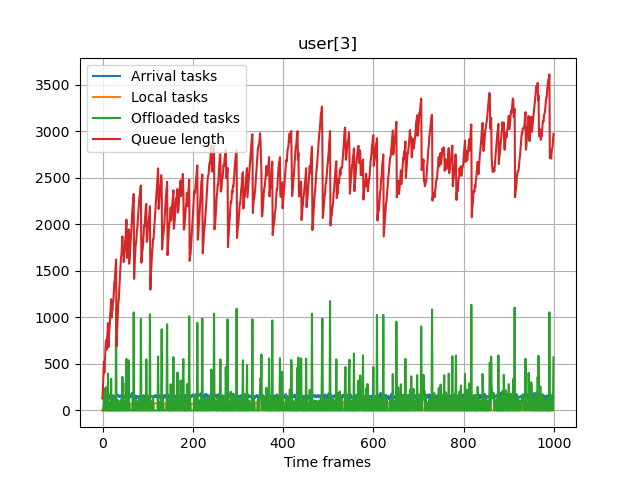 user[3]
Arrival tasks
Local tasks
Offloaded tasks
Queue length
3500
3000
2500
2000
1500
1000
500
0
0 200 400 600 800 1000
Time frames